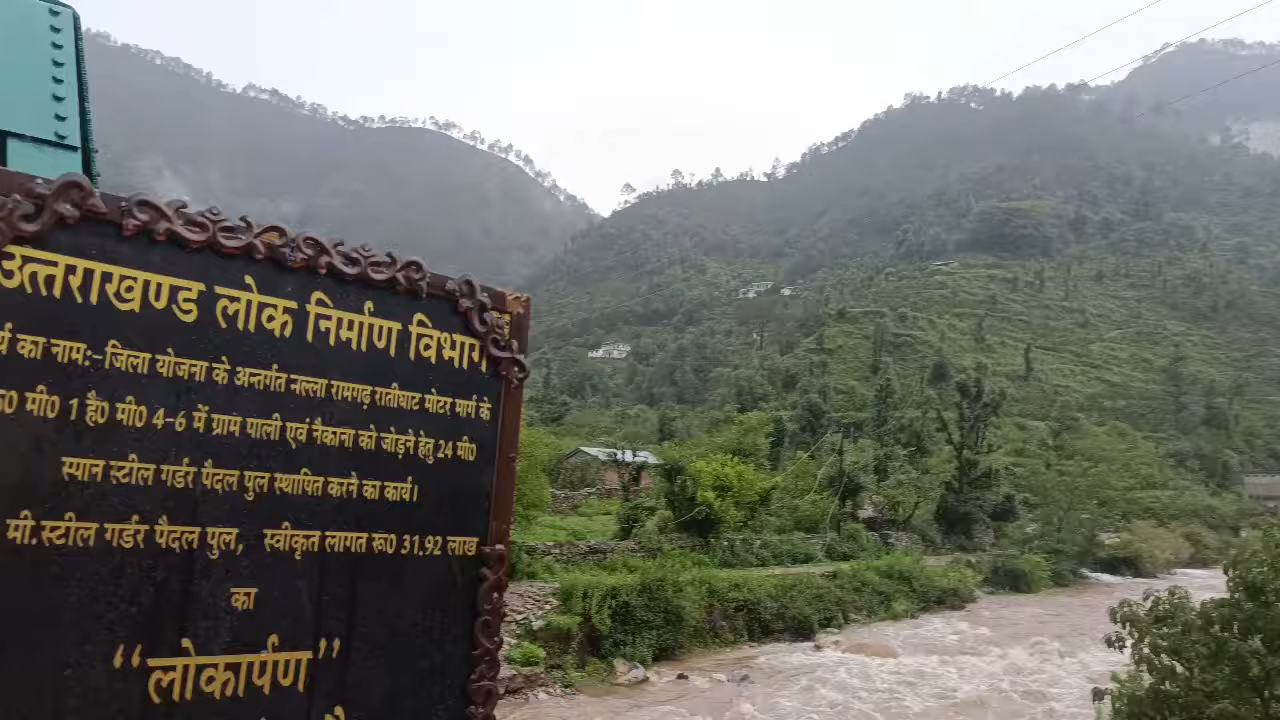 उत्तराखण्ड लोक निर्माण विभाग
का नामः-जिला योजना के अन्तर्गत नल्ला रामगढ़ रातीघाट मोटर मार्ग के
मी0 1 है0 मी0 4-6 में ग्राम पाली एवं नैकाना को जोड़ने हेतु 24 मी0
स्पान स्टील गर्डर पैदल पुल स्थापित करने का कार्य।
मी.स्टील गर्डर पैदल पुल, स्वीकृत लागत रू0 31.92 लाख
का
“लोकार्पण”